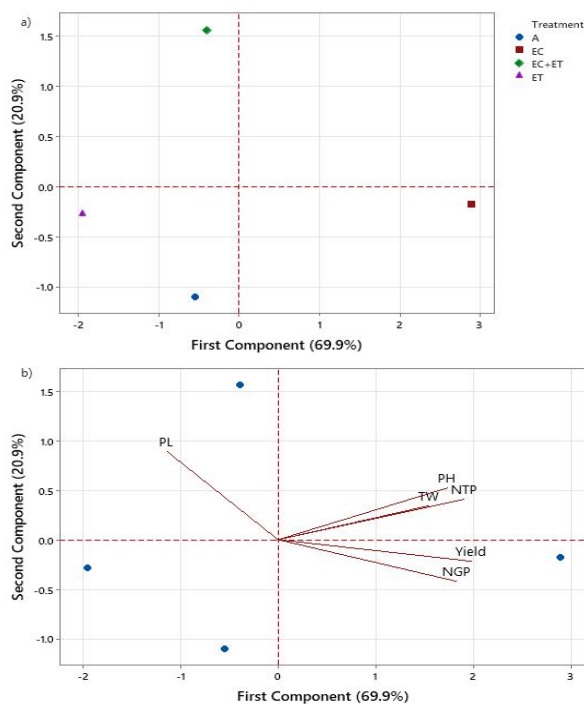 a)
Treatment
A
EC
EC+ET
ET
1.5
1.0
0.5
0.0
-0.5
-1.0
Second Component (20.9%)
-2 -1 0 1 2 3
First Component (69.9%)
b)
1.5
1.0
0.5
0.0
-0.5
-1.0
Second Component (20.9%)
PL
PH
TW NTP
Yield
NGP
-2 -1 0 1 2 3
First Component (69.9%)